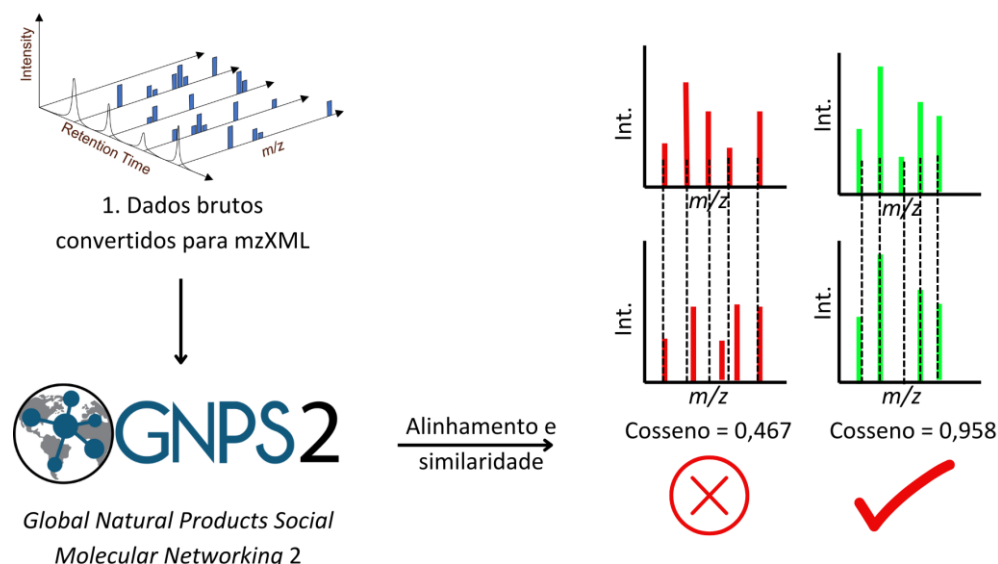 Intensity
Retention Time
m/z
1. Dados brutos
convertidos para mzXML
GNPS2
Global Natural Products Social
Molecular Networking 2
Alinhamento e
similaridade
Int.
m/z
Int.
m/z
Int.
m/z
Int.
m/z
Cosseno = 0,467
Cosseno = 0,958